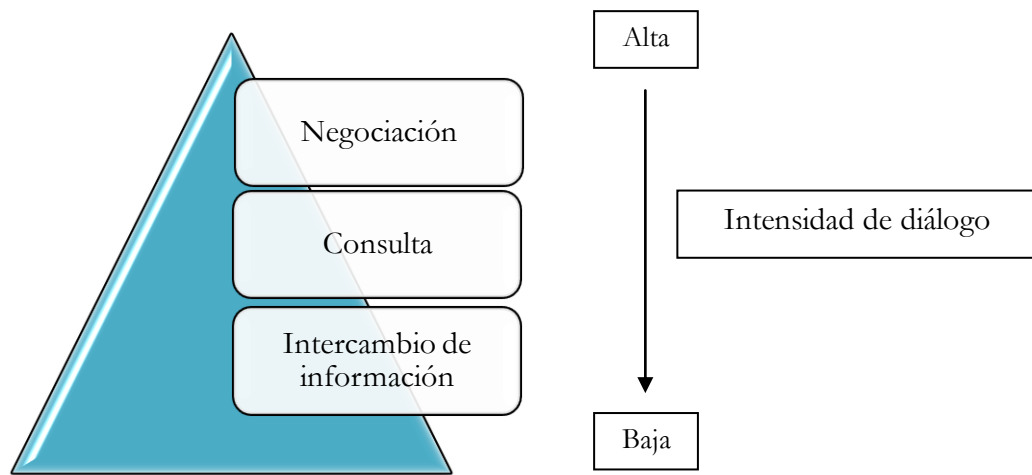 Alta
Negociación
Intensidad de diálogo
Consulta
Intercambio de
información
Baja